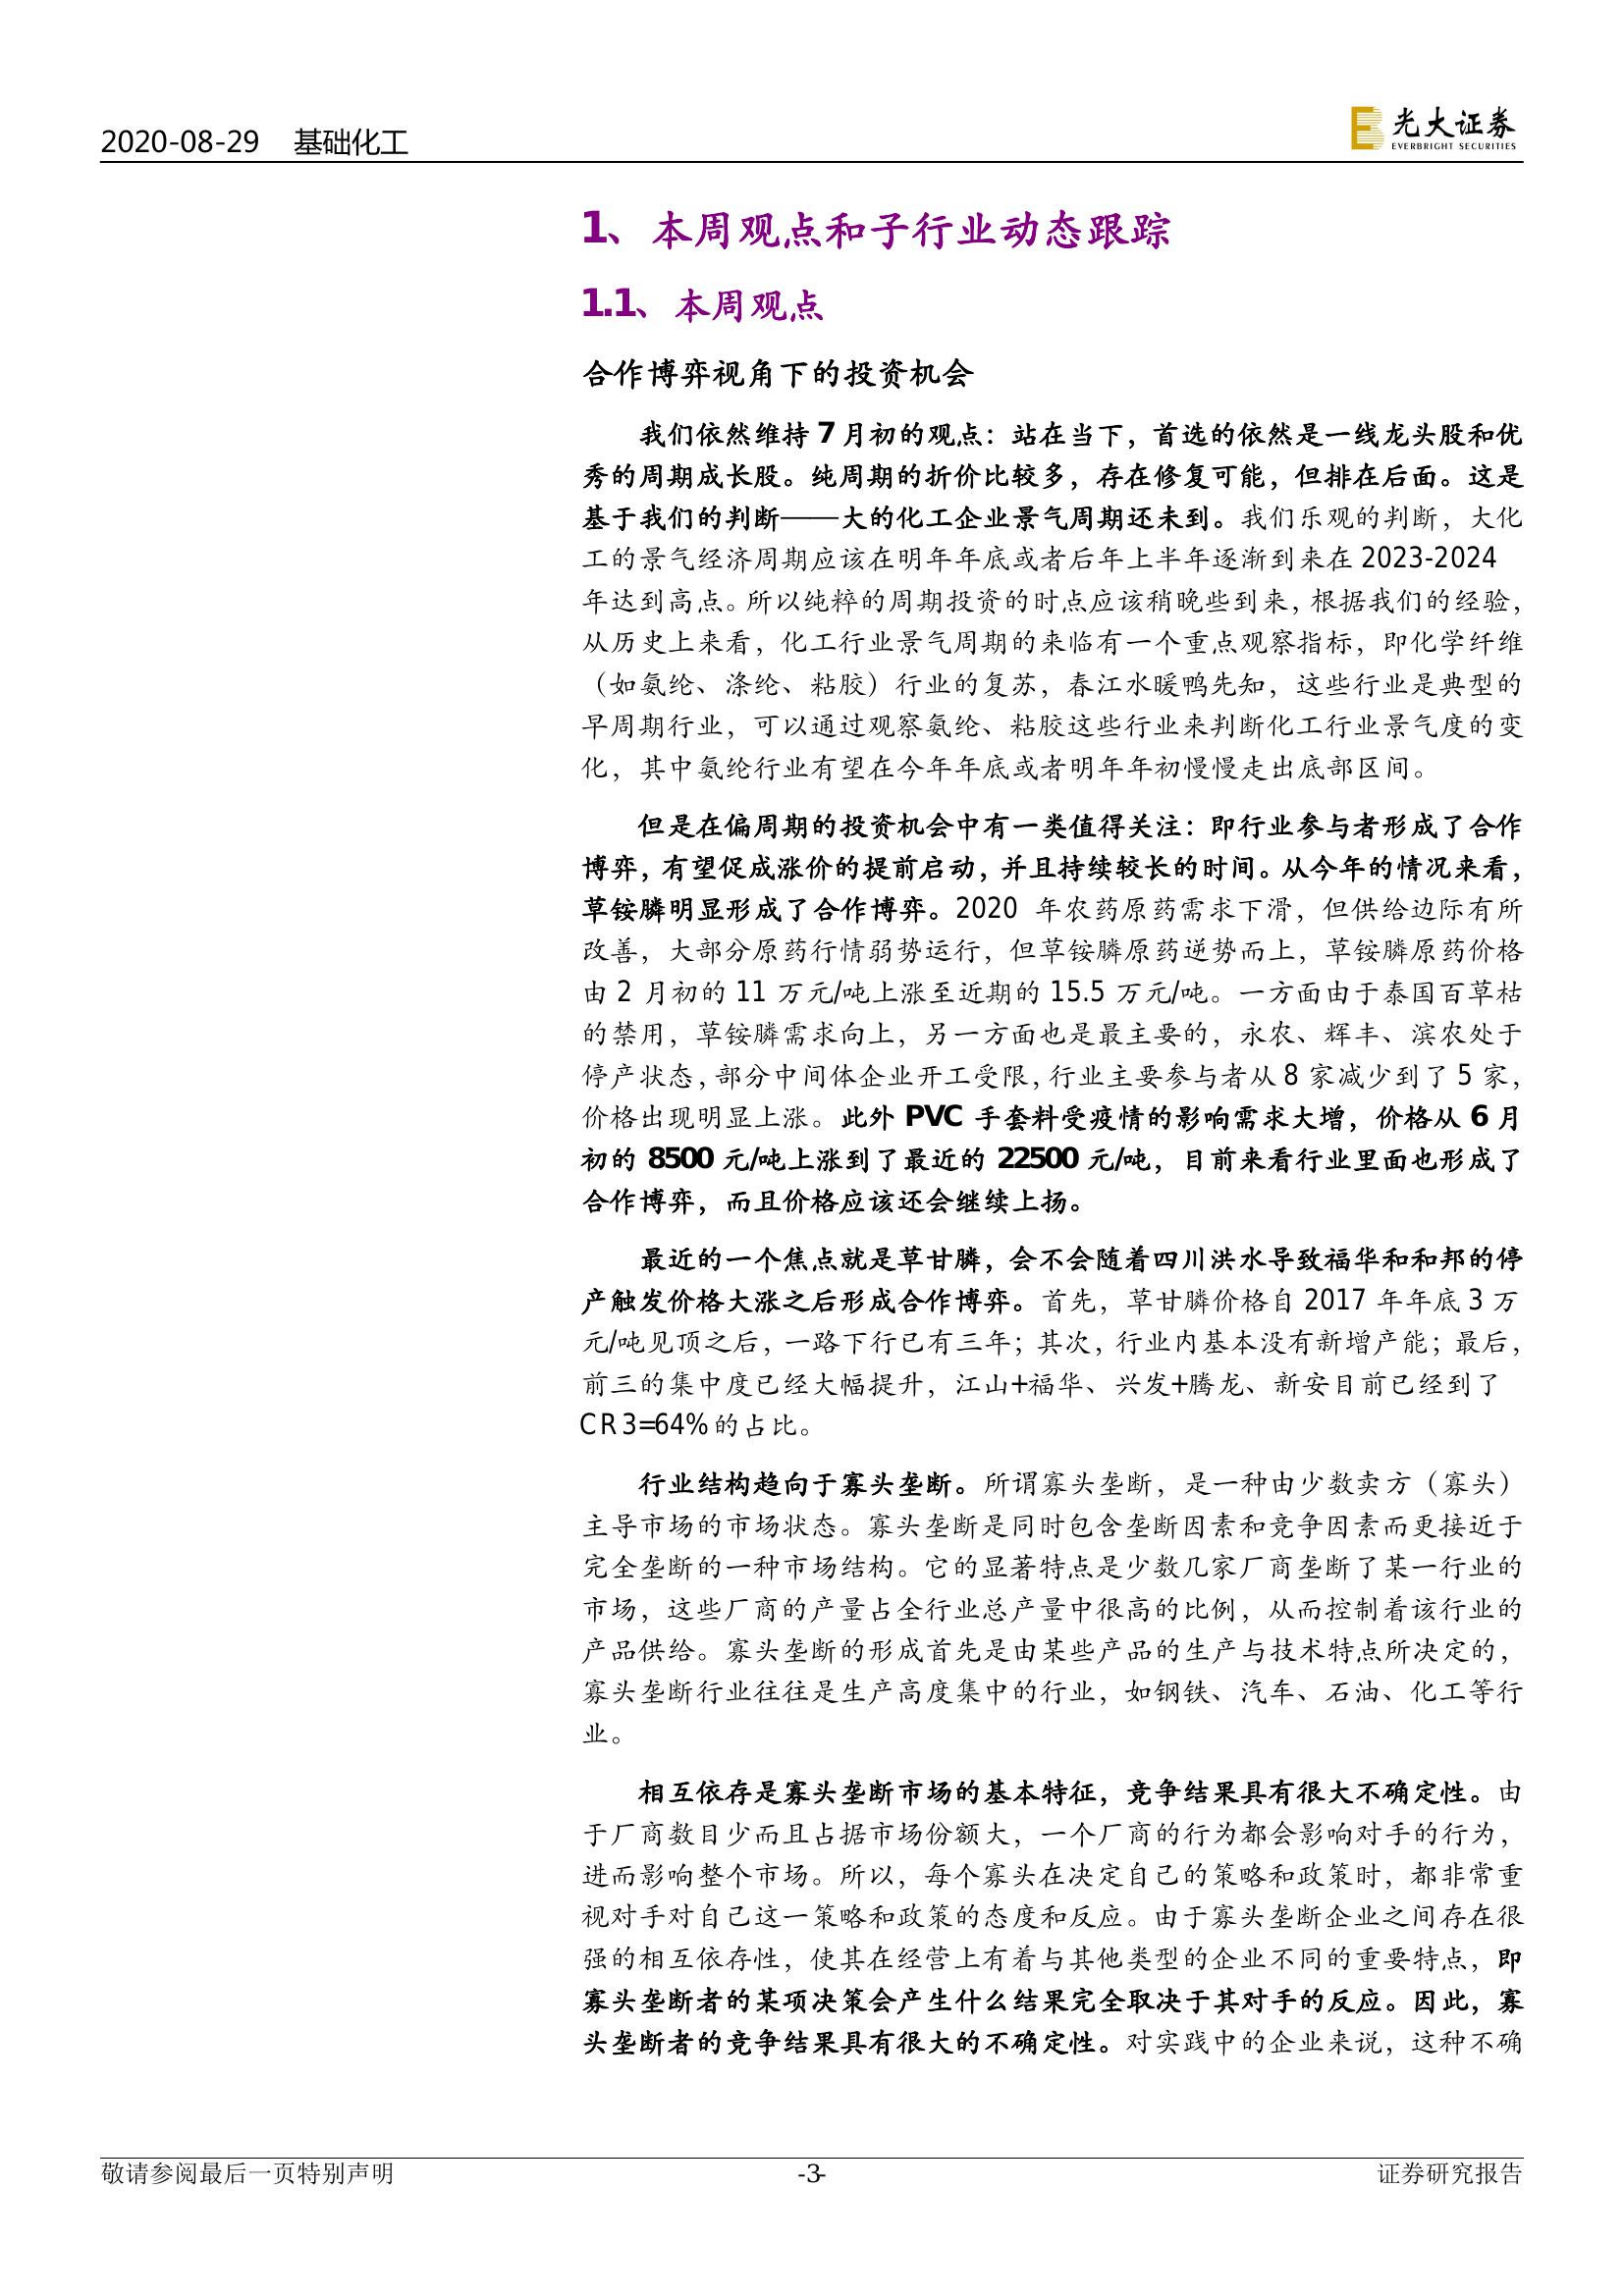 2020-08-29 基础化工
光大证券
EVERBRIGHT SECURITIES
1、本周观点和子行业动态跟踪
1.1、本周观点
合作博弈视角下的投资机会
我们依然维持 7 月初的观点：站在当下，首选的依然是一线龙头股和优
秀的周期成长股。纯周期的折价比较多，存在修复可能，但排在后面。这是
基于我们的判断——大的化工企业景气周期还未到。我们乐观的判断，大化
工的景气经济周期应该在明年年底或者后年上半年逐渐到来在 2023-2024
年达到高点。所以纯粹的周期投资的时点应该稍晚些到来，根据我们的经验，
从历史上来看，化工行业景气周期的来临有一个重点观察指标，即化学纤维
（如氨纶、涤纶、粘胶）行业的复苏，春江水暖鸭先知，这些行业是典型的
早周期行业，可以通过观察氨纶、粘胶这些行业来判断化工行业景气度的变
化，其中氨纶行业有望在今年年底或者明年年初慢慢走出底部区间。
但是在偏周期的投资机会中有一类值得关注：即行业参与者形成了合作
博弈，有望促成涨价的提前启动，并且持续较长的时间。从今年的情况来看，
草铵膦明显形成了合作博弈。2020 年农药原药需求下滑，但供给边际有所
改善，大部分原药行情弱势运行，但草铵膦原药逆势而上，草铵膦原药价格
由 2 月初的 11 万元/吨上涨至近期的 15.5 万元/吨。一方面由于泰国百草枯
的禁用，草铵膦需求向上，另一方面也是最主要的，永农、辉丰、滨农处于
停产状态，部分中间体企业开工受限，行业主要参与者从 8 家减少到了 5 家，
价格出现明显上涨。此外 PVC 手套料受疫情的影响需求大增，价格从 6 月
初的 8500 元/吨上涨到了最近的 22500 元/吨，目前来看行业里面也形成了
合作博弈，而且价格应该还会继续上扬。
最近的一个焦点就是草甘膦，会不会随着四川洪水导致福华和和邦的停
产触发价格大涨之后形成合作博弈。首先，草甘膦价格自 2017 年年底 3 万
元/吨见顶之后，一路下行已有三年；其次，行业内基本没有新增产能；最后，
前三的集中度已经大幅提升，江山+福华、兴发+腾龙、新安目前已经到了
CR3=64%的占比。
行业结构趋向于寡头垄断。所谓寡头垄断，是一种由少数卖方（寡头）
主导市场的市场状态。寡头垄断是同时包含垄断因素和竞争因素而更接近于
完全垄断的一种市场结构。它的显著特点是少数几家厂商垄断了某一行业的
市场，这些厂商的产量占全行业总产量中很高的比例，从而控制着该行业的
产品供给。寡头垄断的形成首先是由某些产品的生产与技术特点所决定的，
寡头垄断行业往往是生产高度集中的行业，如钢铁、汽车、石油、化工等行
业。
相互依存是寡头垄断市场的基本特征，竞争结果具有很大不确定性。由
于厂商数目少而且占据市场份额大，一个厂商的行为都会影响对手的行为，
进而影响整个市场。所以，每个寡头在决定自己的策略和政策时，都非常重
视对手对自己这一策略和政策的态度和反应。由于寡头垄断企业之间存在很
强的相互依存性，使其在经营上有着与其他类型的企业不同的重要特点，即
寡头垄断者的某项决策会产生什么结果完全取决于其对手的反应。因此，寡
头垄断者的竞争结果具有很大的不确定性。对实践中的企业来说，这种不确
敬请参阅最后一页特别声明 -3- 证券研究报告